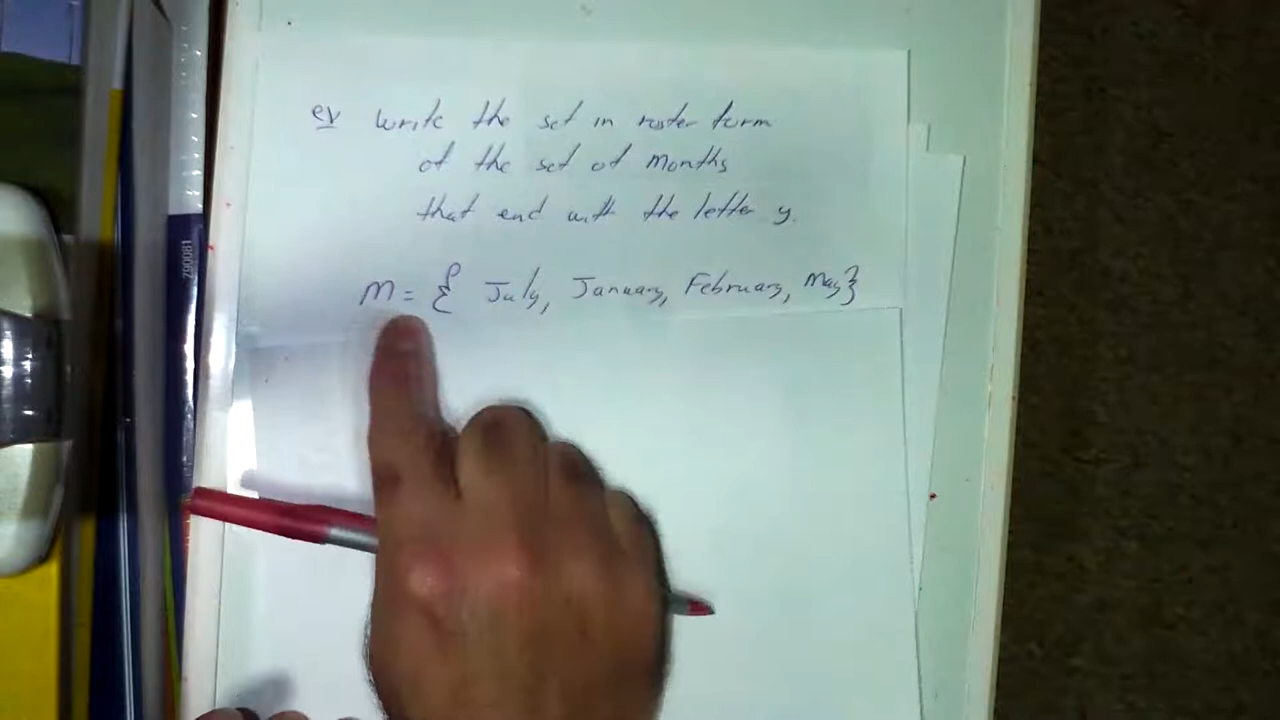 ex Write the set in roster form
of the set of months
that end with the letter y.
M = { July, January, February, May}
790081